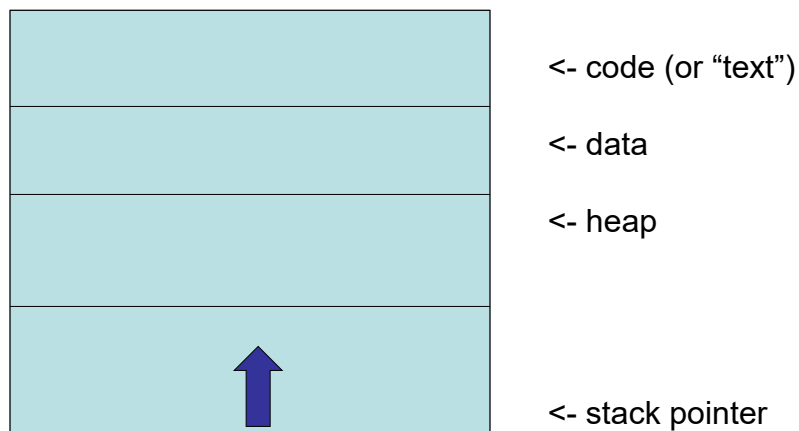 <- code (or “text”)
<- data
<- heap
<- stack pointer